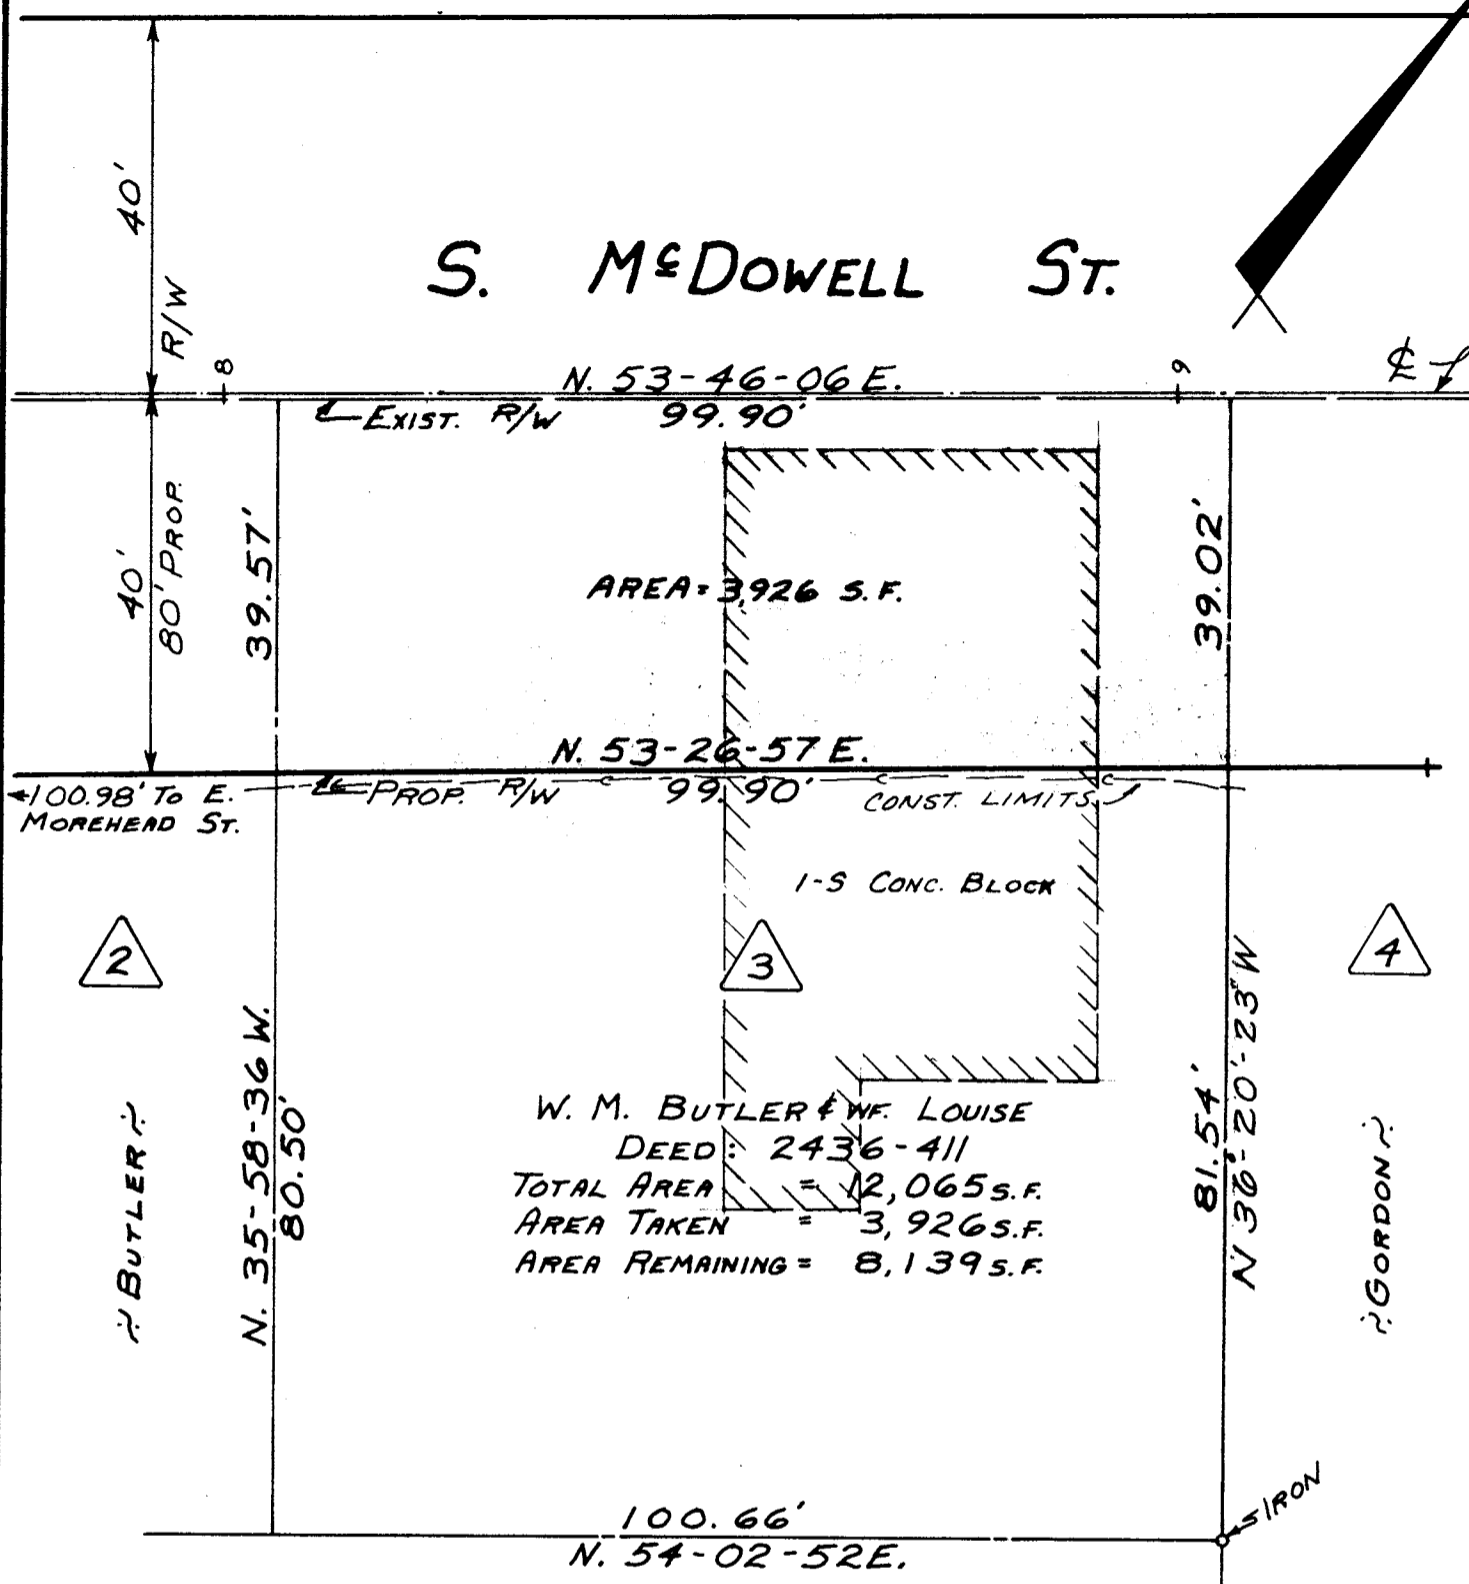 40'
R/W
S. McDOWELL ST.
8
N. 53-46-06 E.
9
℄
EXIST. R/W
99.90'
40'
80' PROP.
39.57'
AREA = 3,926 S.F.
39.02'
N. 53-26-57 E.
100.98' TO E.
MOREHEAD ST.
PROP. R/W
99.90'
CONST. LIMITS
1-S CONC. BLOCK
2
3
4
W. M. BUTLER & WF. LOUISE
DEED: 2436-411
TOTAL AREA = 12,065 S.F.
AREA TAKEN = 3,926 S.F.
AREA REMAINING = 8,139 S.F.
BUTLER
N. 35-58-36 W.
80.50'
81.54'
N 36°-20'-23" W
GORDON
100.66'
N. 54-02-52E.
IRON